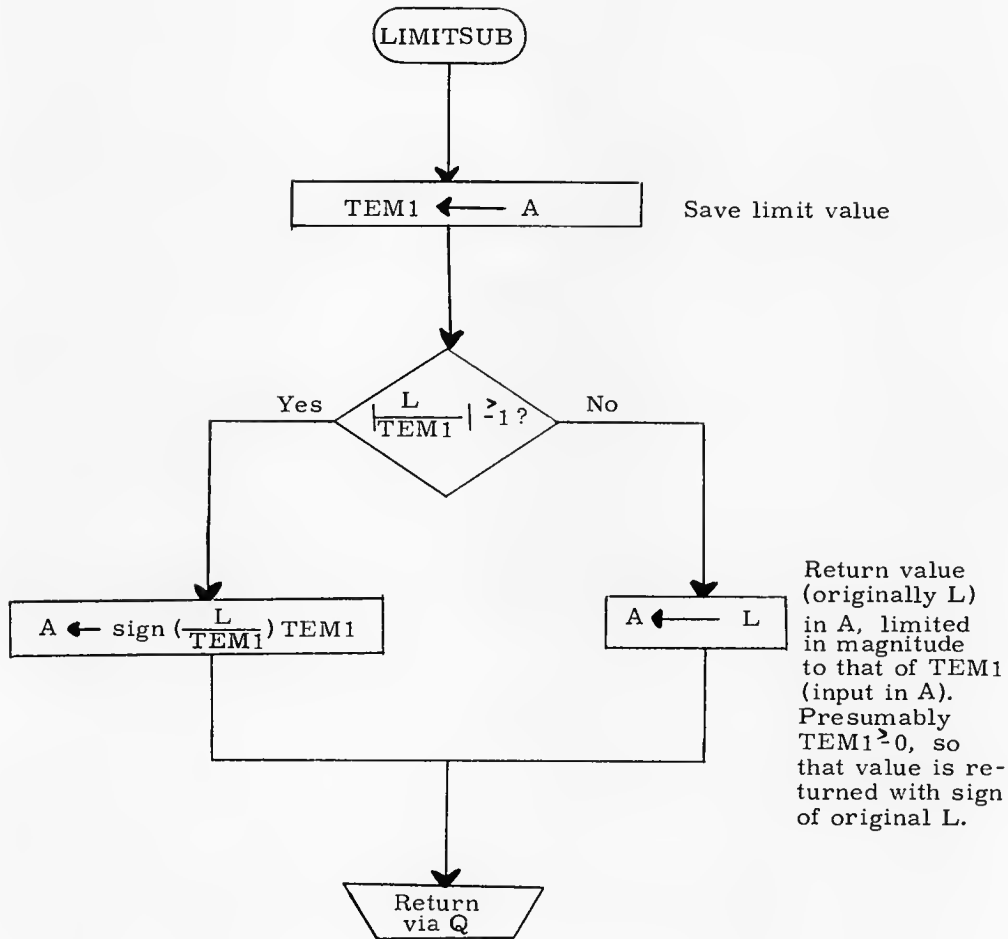 LIMITSUB
TEM1 ← A
Save limit value
Yes
|L/TEM1| ≥ 1?
No
A ← sign (L/TEM1) TEM1
A ← L
Return value
(originally L)
in A, limited
in magnitude
to that of TEM1
(input in A).
Presumably
TEM1≥0, so
that value is re-
turned with sign
of original L.
Return
via Q